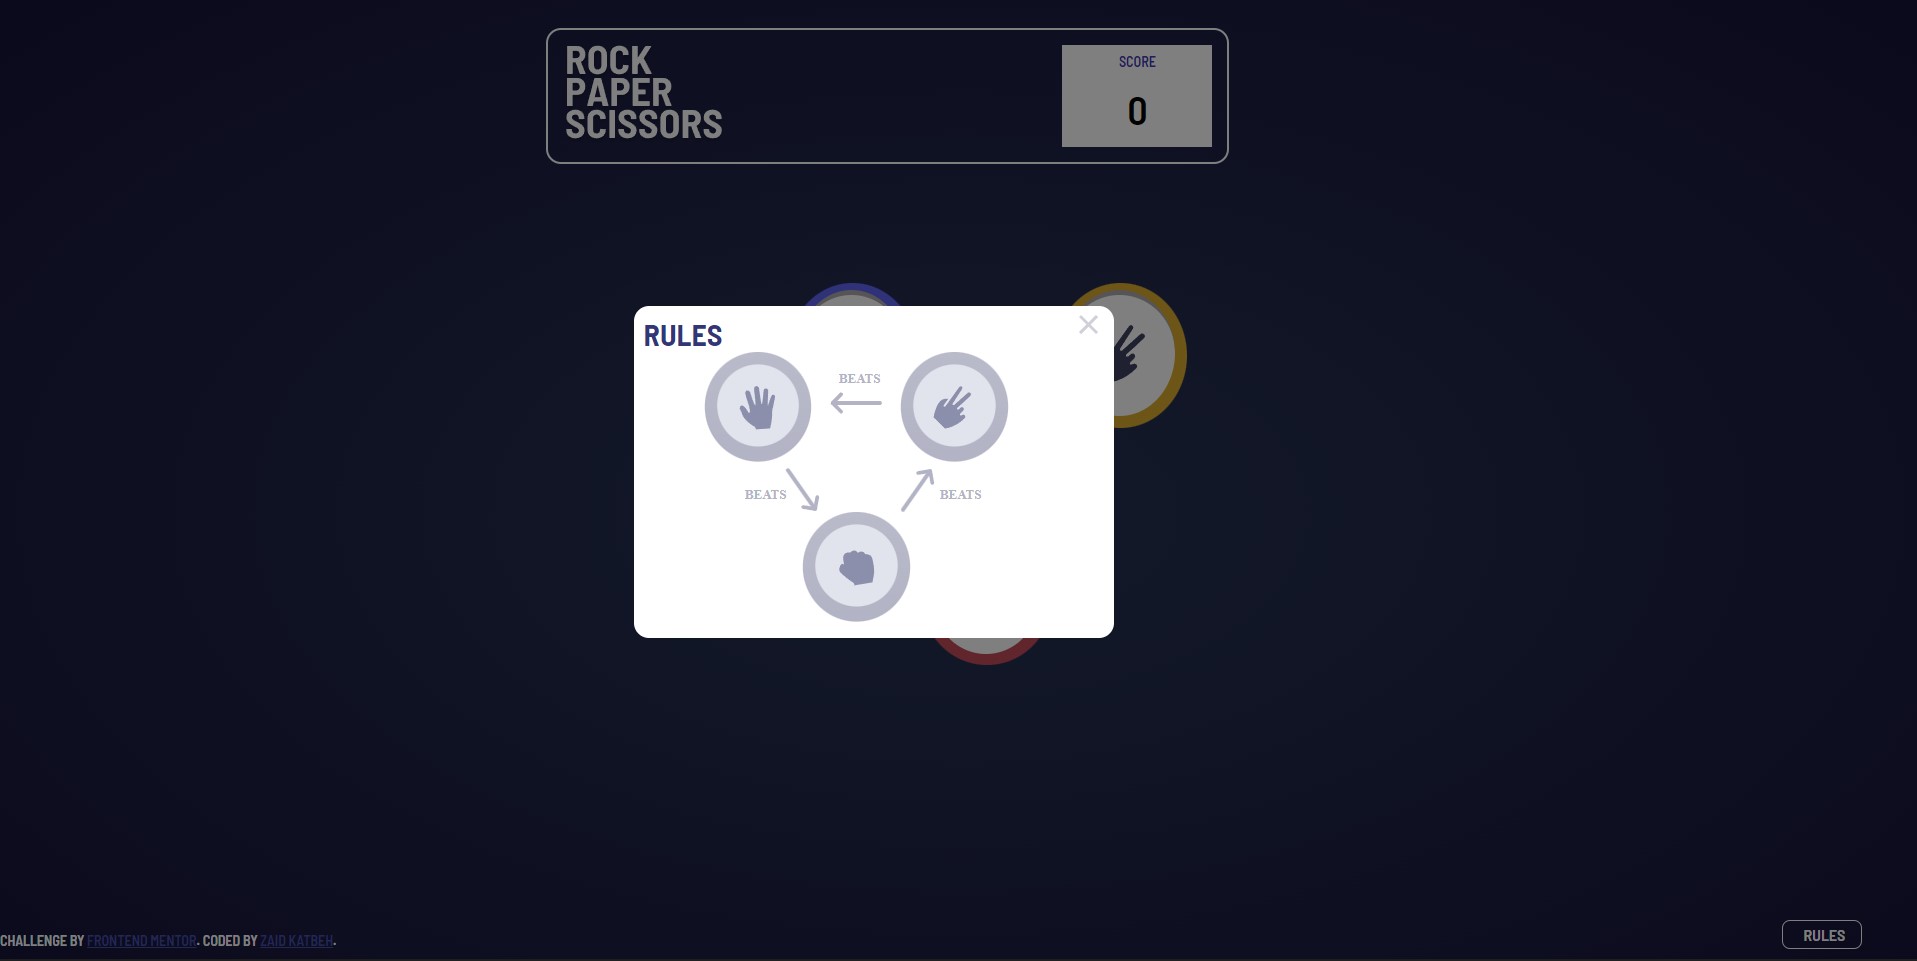 ROCK
PAPER
SCISSORS
SCORE
0
RULES
BEATS
BEATS
BEATS
CHALLENGE BY FRONTEND MENTOR. CODED BY ZAID KATBEH.
RULES